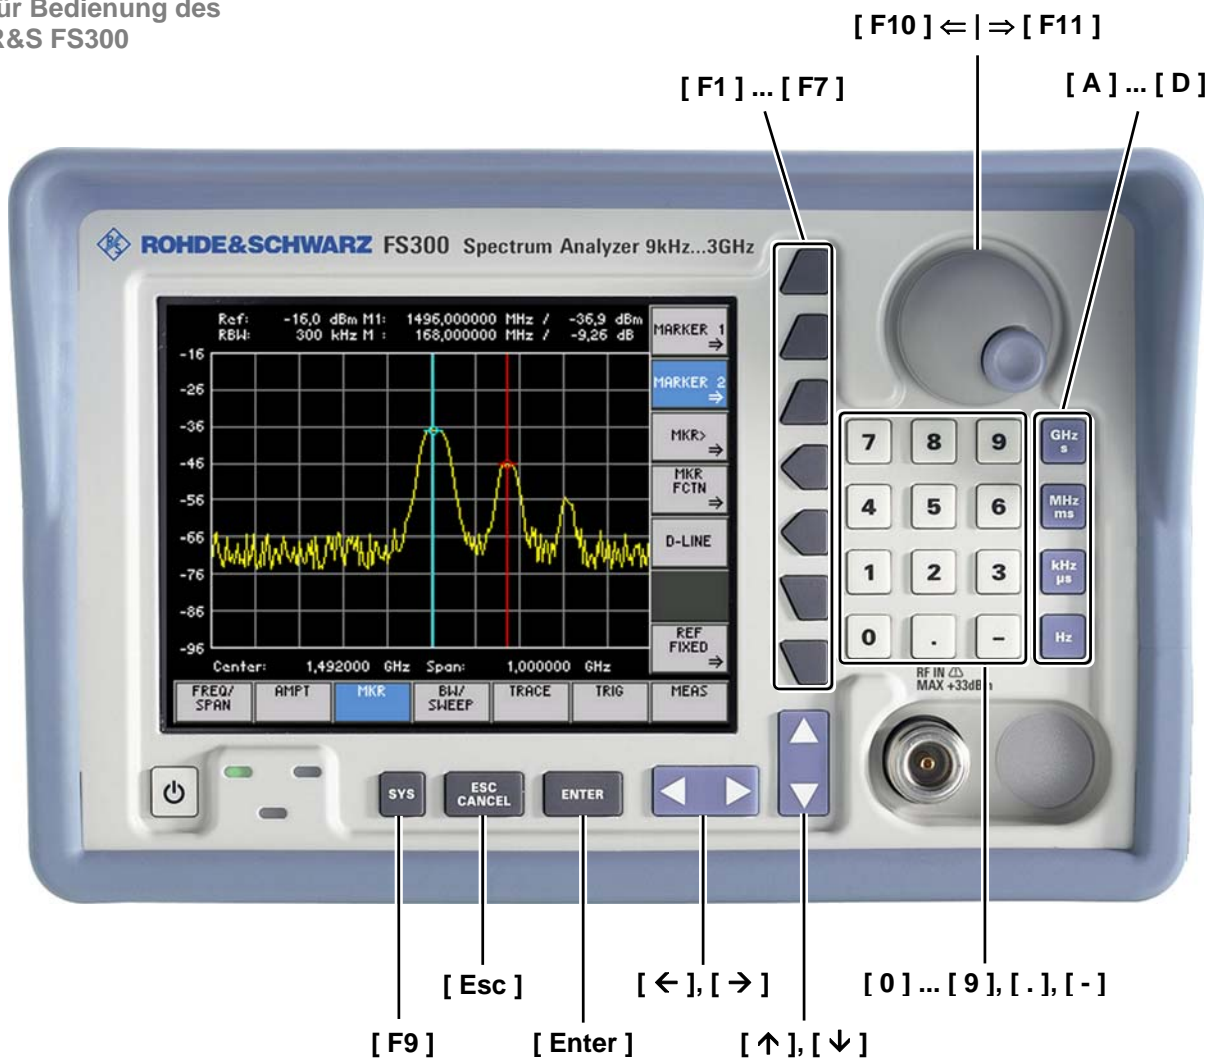 für Bedienung des
R&S FS300
[ F10 ] ⇐ | ⇒ [ F11 ]
[ F1 ] ... [ F7 ]
[ A ] ... [ D ]
ROHDE&SCHWARZ FS300 Spectrum Analyzer 9kHz...3GHz
Ref: -16,0 dBm M1: 1496,000000 MHz / -36,9 dBm
RBW: 300 kHz M : 168,000000 MHz / -9,26 dB
-16
-26
-36
-46
-56
-66
-76
-86
-96
Center: 1,492000 GHz Span: 1,000000 GHz
MARKER 1 ⇒
MARKER 2 ⇒
MKR> ⇒
MKR
FCTN ⇒
D-LINE
REF
FIXED ⇒
FREQ/
SPAN
AMPT
MKR
BW/
SWEEP
TRACE
TRIG
MEAS
7 8 9
GHz
s
4 5 6
MHz
ms
1 2 3
kHz
µs
0 . -
Hz
RF IN ⚠
MAX +33dBm
SYS
ESC
CANCEL
ENTER
[ Esc ]
[ ← ], [ → ]
[ 0 ] ... [ 9 ], [ . ], [ - ]
[ F9 ]
[ Enter ]
[ ↑ ], [ ↓ ]